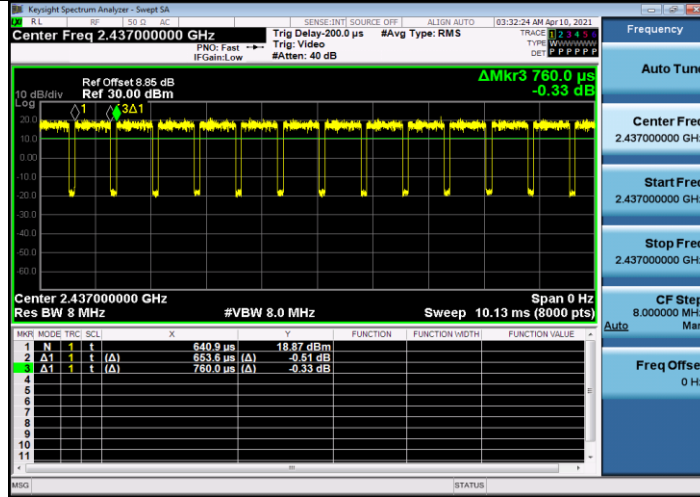 Keysight Spectrum Analyzer - Swept SA
RL RF 50 Ω AC SENSE:INT SOURCE OFF ALIGN AUTO 03:32:24 AM Apr 10, 2021
Center Freq 2.437000000 GHz
PNO: Fast
IFGain:Low
Trig Delay-200.0 µs
Trig: Video
#Atten: 40 dB
#Avg Type: RMS
TRACE 1 2 3 4 5 6
TYPE WWWWWW
DET P P P P P P
Ref Offset 8.85 dB
10 dB/div Ref 30.00 dBm
Log
ΔMkr3 760.0 µs
-0.33 dB
1
3Δ1
20.0
10.0
0.00
-10.0
-20.0
-30.0
-40.0
-50.0
-60.0
Center 2.437000000 GHz Span 0 Hz
Res BW 8 MHz #VBW 8.0 MHz Sweep 10.13 ms (8000 pts)
MKR MODE TRC SCL X Y FUNCTION FUNCTION WIDTH FUNCTION VALUE
1 N 1 t 640.9 µs 18.87 dBm
2 Δ1 1 t (Δ) 653.6 µs (Δ) -0.51 dB
3 Δ1 1 t (Δ) 760.0 µs (Δ) -0.33 dB
4
5
6
7
8
9
10
11
MSG STATUS
Frequency
Auto Tune
Center Freq
2.437000000 GHz
Start Freq
2.437000000 GHz
Stop Freq
2.437000000 GHz
CF Step
8.000000 MHz
Auto Man
Freq Offset
0 Hz